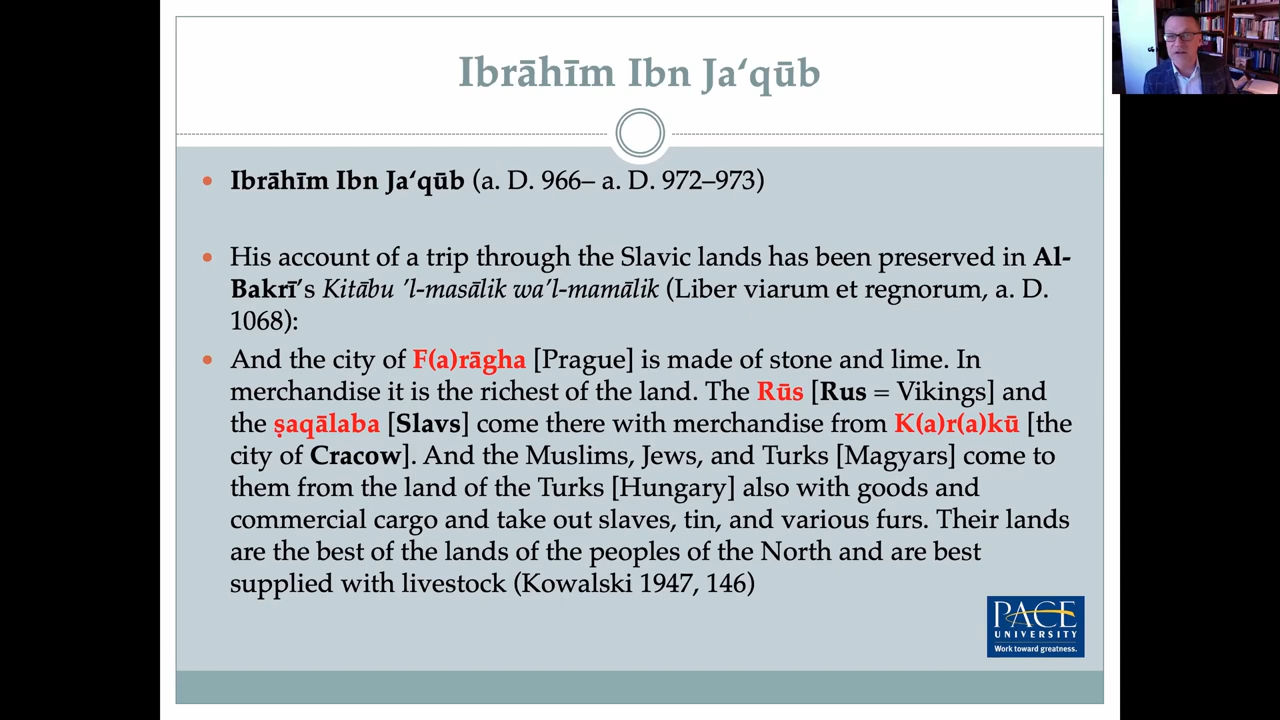 Ibrāhīm Ibn Ja‘qūb
• Ibrāhīm Ibn Ja‘qūb (a. D. 966– a. D. 972–973)
• His account of a trip through the Slavic lands has been preserved in Al-
Bakrī's Kitābu ’l-masālik wa’l-mamālik (Liber viarum et regnorum, a. D.
1068):
• And the city of F(a)rāgha [Prague] is made of stone and lime. In
merchandise it is the richest of the land. The Rūs [Rus = Vikings] and
the ṣaqālaba [Slavs] come there with merchandise from K(a)r(a)kū [the
city of Cracow]. And the Muslims, Jews, and Turks [Magyars] come to
them from the land of the Turks [Hungary] also with goods and
commercial cargo and take out slaves, tin, and various furs. Their lands
are the best of the lands of the peoples of the North and are best
supplied with livestock (Kowalski 1947, 146)
PACE
UNIVERSITY
Work toward greatness.